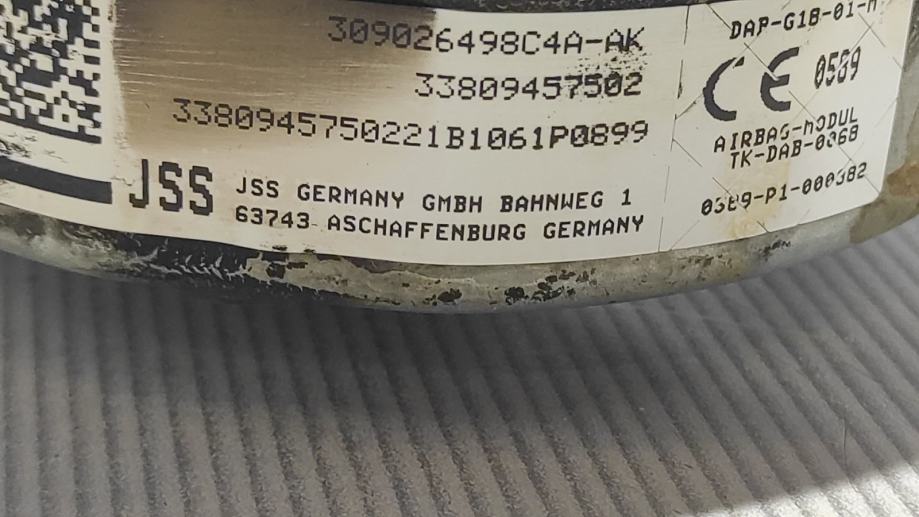 309026498C4A-AK
33809457502
3380945750221B1061P0899
JSS
JSS GERMANY GMBH BAHNWEG 1
63743 ASCHAFFENBURG GERMANY
CE 0589
AIRBAG-MODUL
TK-DAB-0068
0589-P1-000382